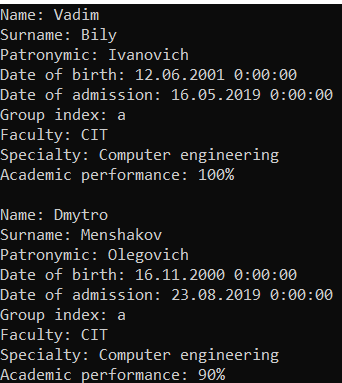 Name: Vadim
Surname: Bily
Patronymic: Ivanovich
Date of birth: 12.06.2001 0:00:00
Date of admission: 16.05.2019 0:00:00
Group index: a
Faculty: CIT
Specialty: Computer engineering
Academic performance: 100%

Name: Dmytro
Surname: Menshakov
Patronymic: Olegovich
Date of birth: 16.11.2000 0:00:00
Date of admission: 23.08.2019 0:00:00
Group index: a
Faculty: CIT
Specialty: Computer engineering
Academic performance: 90%